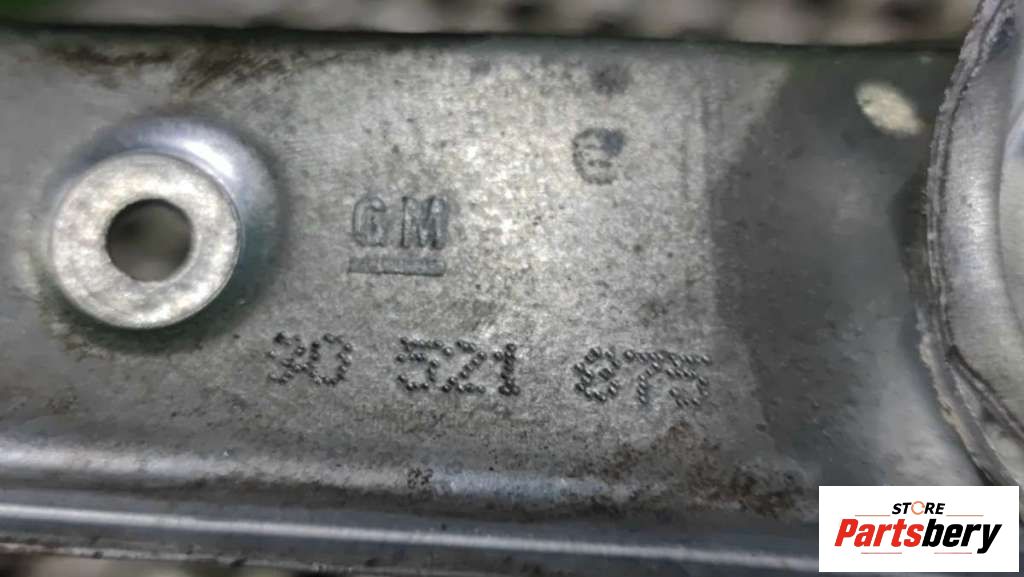 GM
90 521 875
STORE
Partsbery